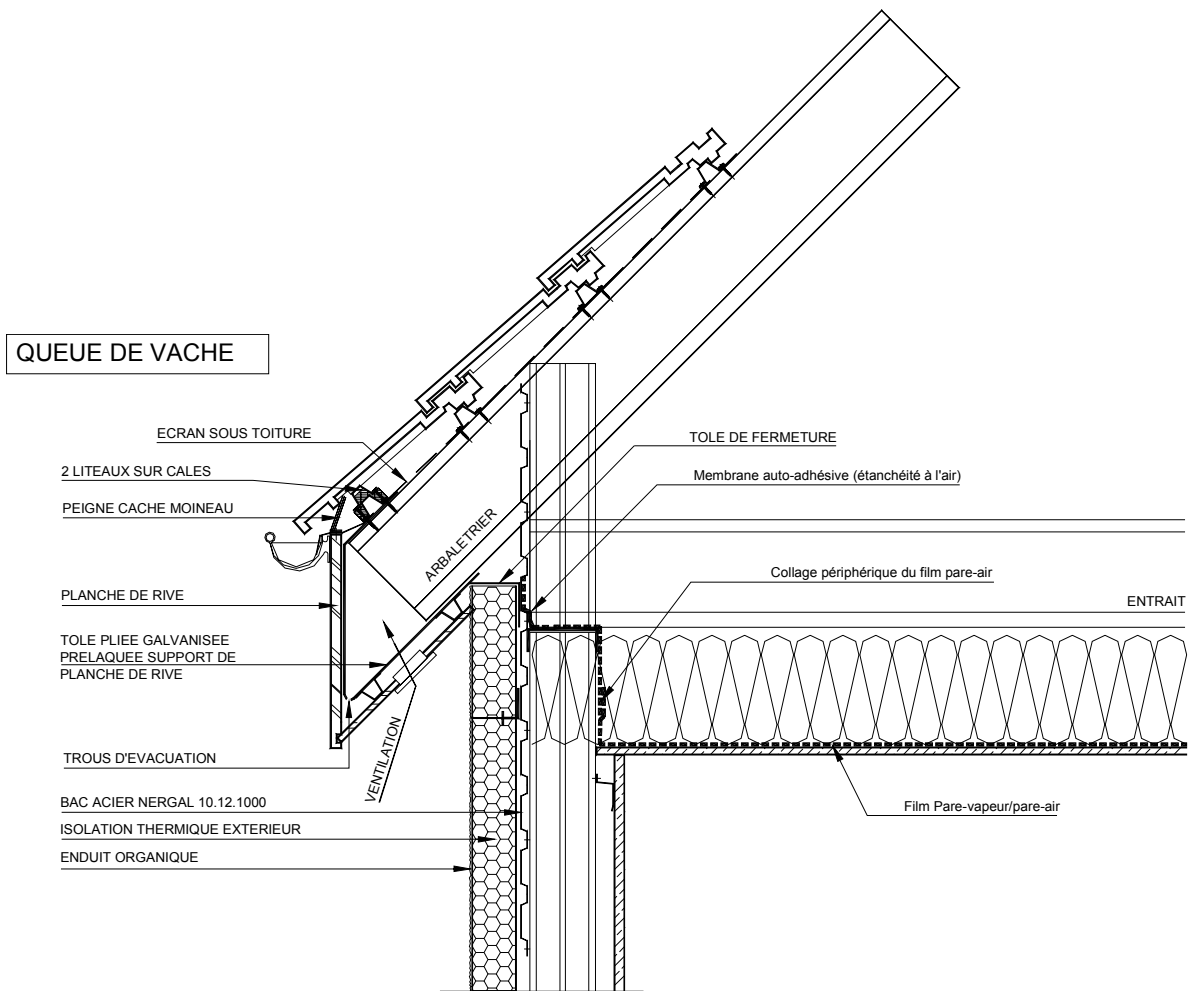 QUEUE DE VACHE
ECRAN SOUS TOITURE
2 LITEAUX SUR CALES
PEIGNE CACHE MOINEAU
PLANCHE DE RIVE
TOLE PLIEE GALVANISEE
PRELAQUEE SUPPORT DE
PLANCHE DE RIVE
TROUS D'EVACUATION
BAC ACIER NERGAL 10.12.1000
ISOLATION THERMIQUE EXTERIEUR
ENDUIT ORGANIQUE
VENTILATION
ARBALETRIER
TOLE DE FERMETURE
Membrane auto-adhésive (étanchéité à l'air)
Collage périphérique du film pare-air
ENTRAIT
Film Pare-vapeur/pare-air